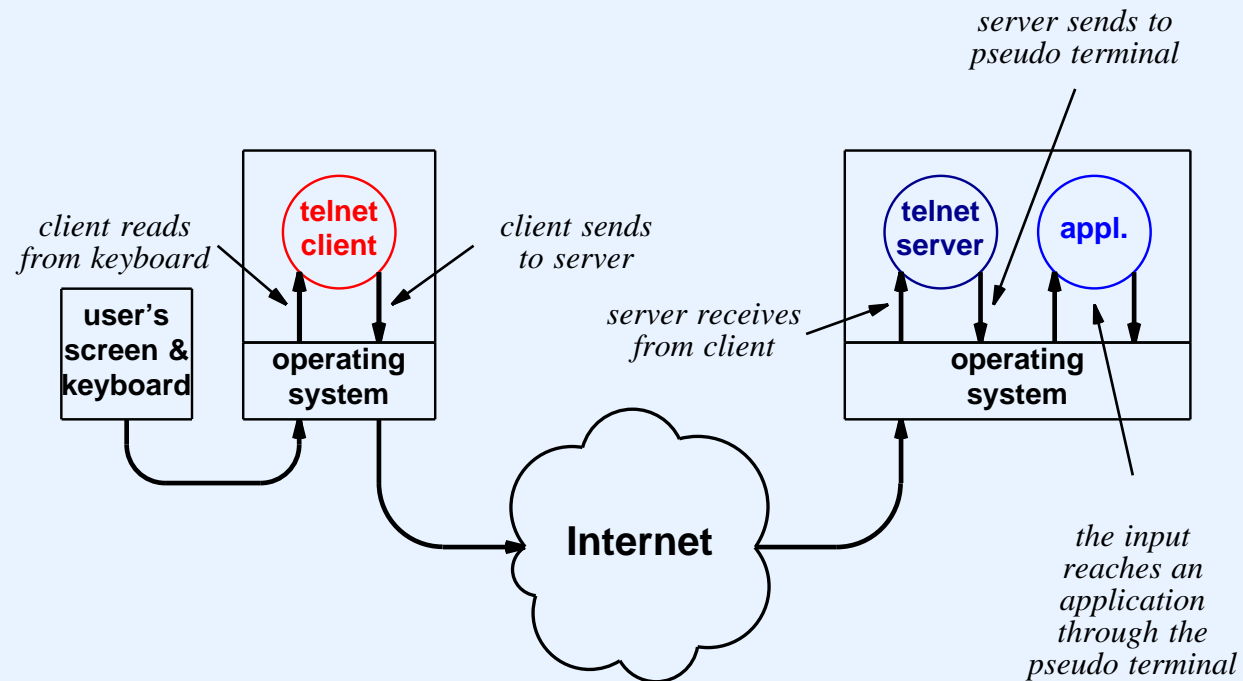 server sends to
pseudo terminal
telnet
client
client reads
from keyboard
client sends
to server
telnet
server
appl.
server receives
from client
user's
screen &
keyboard
operating
system
operating
system
Internet
the input
reaches an
application
through the
pseudo terminal